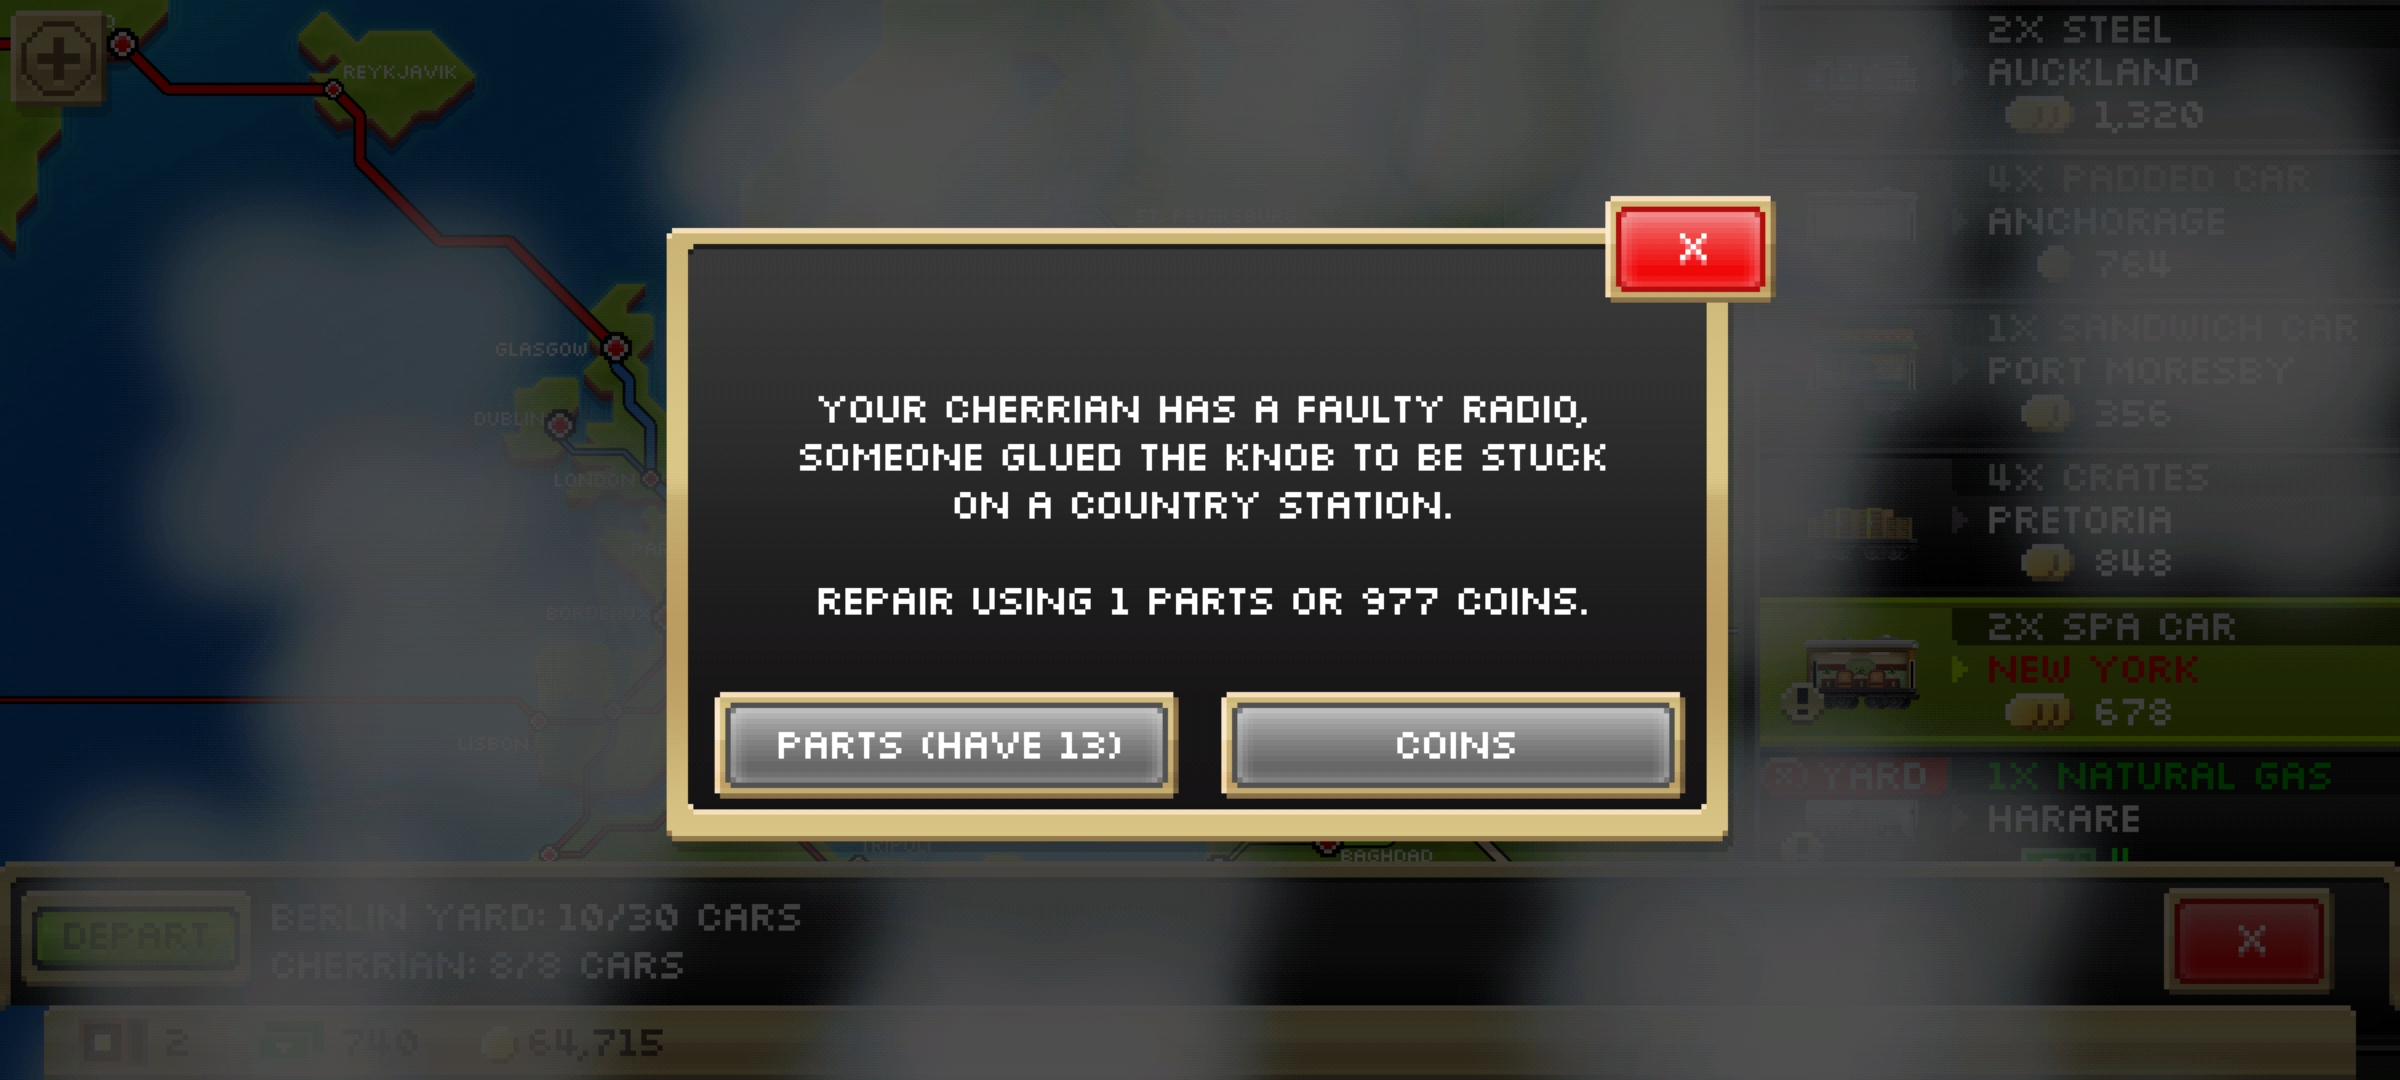 REYKJAVIK
GLASGOW
DUBLIN
LONDON
BORDEAUX
LISBON
ST. PETERSBURG
TRIPOLI
BAGHDAD
X
YOUR CHERRIAN HAS A FAULTY RADIO,
SOMEONE GLUED THE KNOB TO BE STUCK
ON A COUNTRY STATION.
REPAIR USING 1 PARTS OR 977 COINS.
PARTS (HAVE 13)
COINS
2X STEEL
AUCKLAND
1,320
4X PADDED CAR
ANCHORAGE
764
1X SANDWICH CAR
PORT MORESBY
356
4X CRATES
PRETORIA
848
2X SPA CAR
NEW YORK
678
X YARD
1X NATURAL GAS
HARARE
DEPART
BERLIN YARD: 10/30 CARS
CHERRIAN: 8/8 CARS
X
2
740
64,715